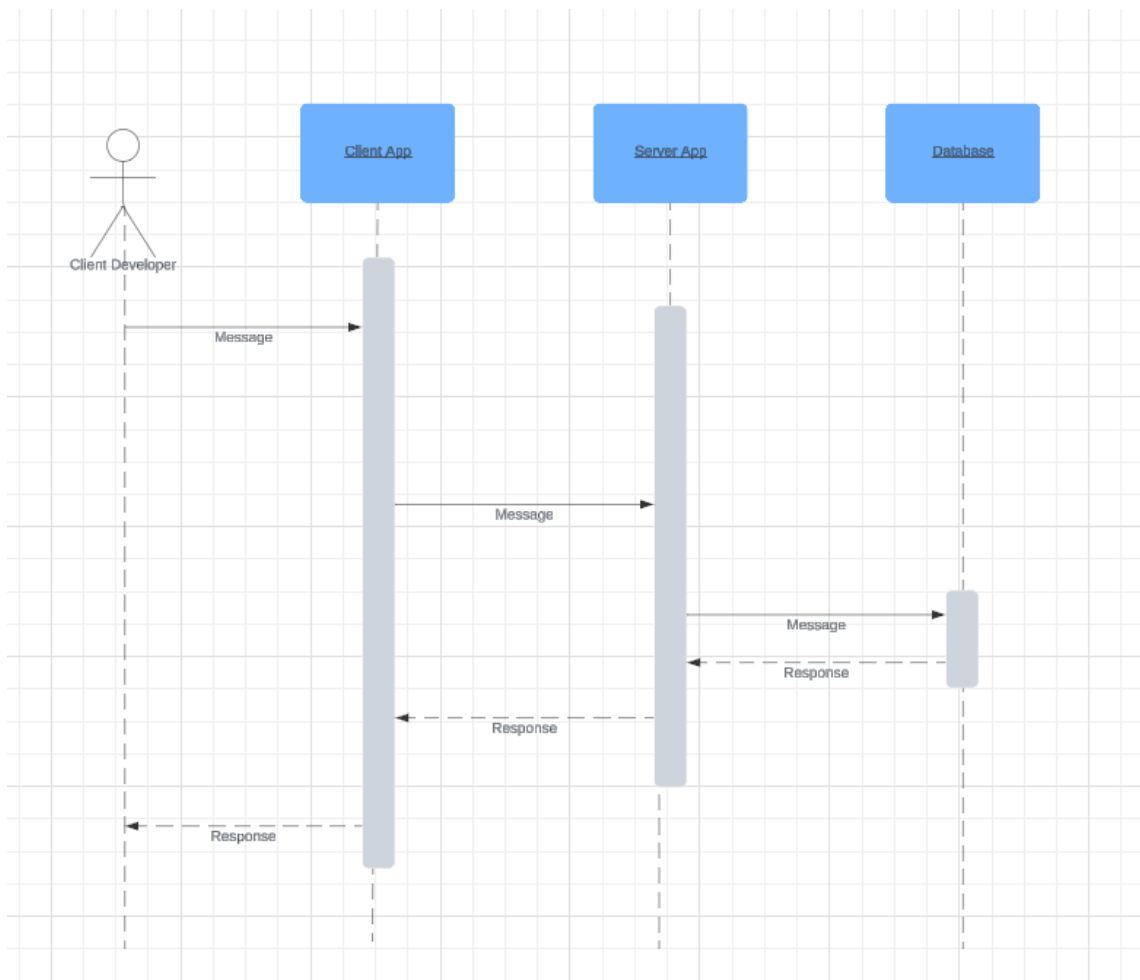 Client App
Server App
Database
Client Developer
Message
Message
Message
Response
Response
Response